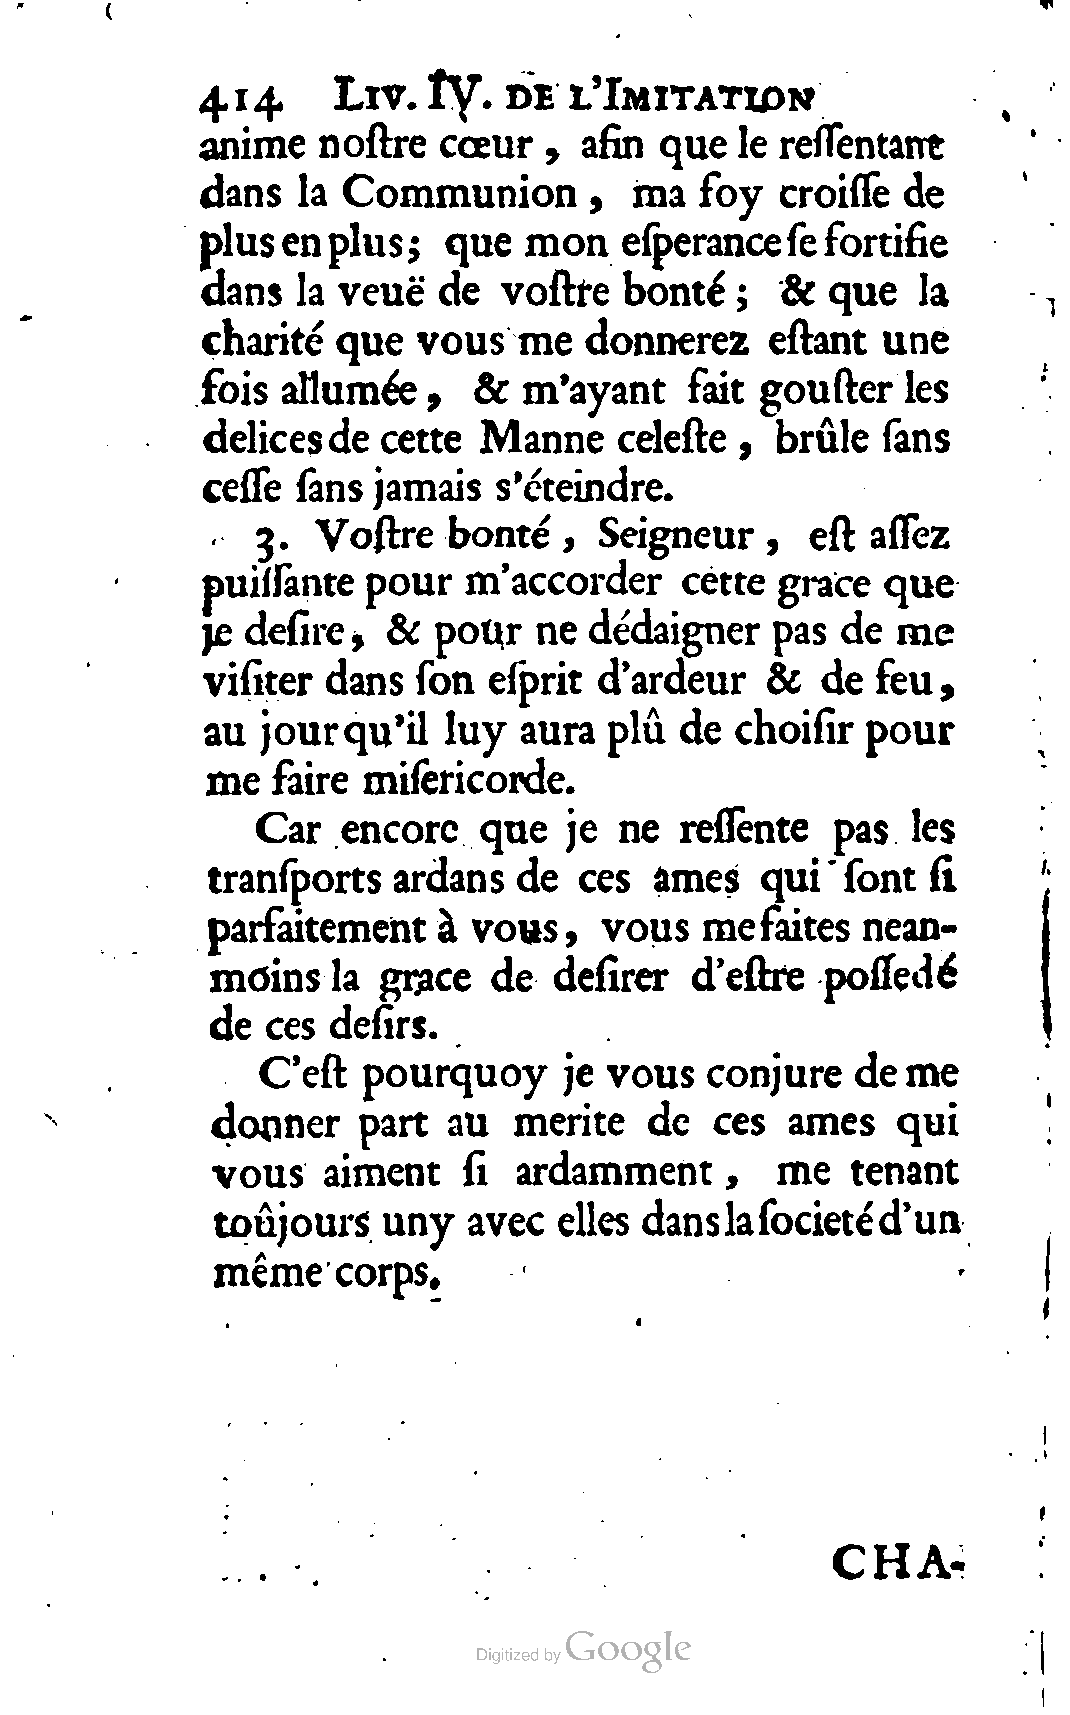 414 LIV. IV. DE L'IMITATION
anime noſtre cœur , afin que le reſſentant
dans la Communion , ma foy croiſſe de
plus en plus; que mon eſperance ſe fortifie
dans la veuë de voſtre bonté ; & que la
charité que vous me donnerez eſtant une
fois allumée , & m'ayant fait gouſter les
delices de cette Manne celeſte , brûle ſans
ceſſe ſans jamais s'éteindre.
3. Voſtre bonté , Seigneur , eſt aſſez
puiſſante pour m'accorder cette grace que
je deſire, & pour ne dédaigner pas de me
viſiter dans ſon eſprit d'ardeur & de feu,
au jour qu'il luy aura plû de choiſir pour
me faire miſericorde.
Car encore que je ne reſſente pas les
tranſports ardans de ces ames qui ſont ſi
parfaitement à vous, vous me faites nean-
moins la grace de deſirer d'eſtre poſſedé
de ces deſirs.
C'eſt pourquoy je vous conjure de me
donner part au merite de ces ames qui
vous aiment ſi ardamment , me tenant
toûjours uny avec elles dans la ſocieté d'un
même corps.
CHA-
Digitized by Google